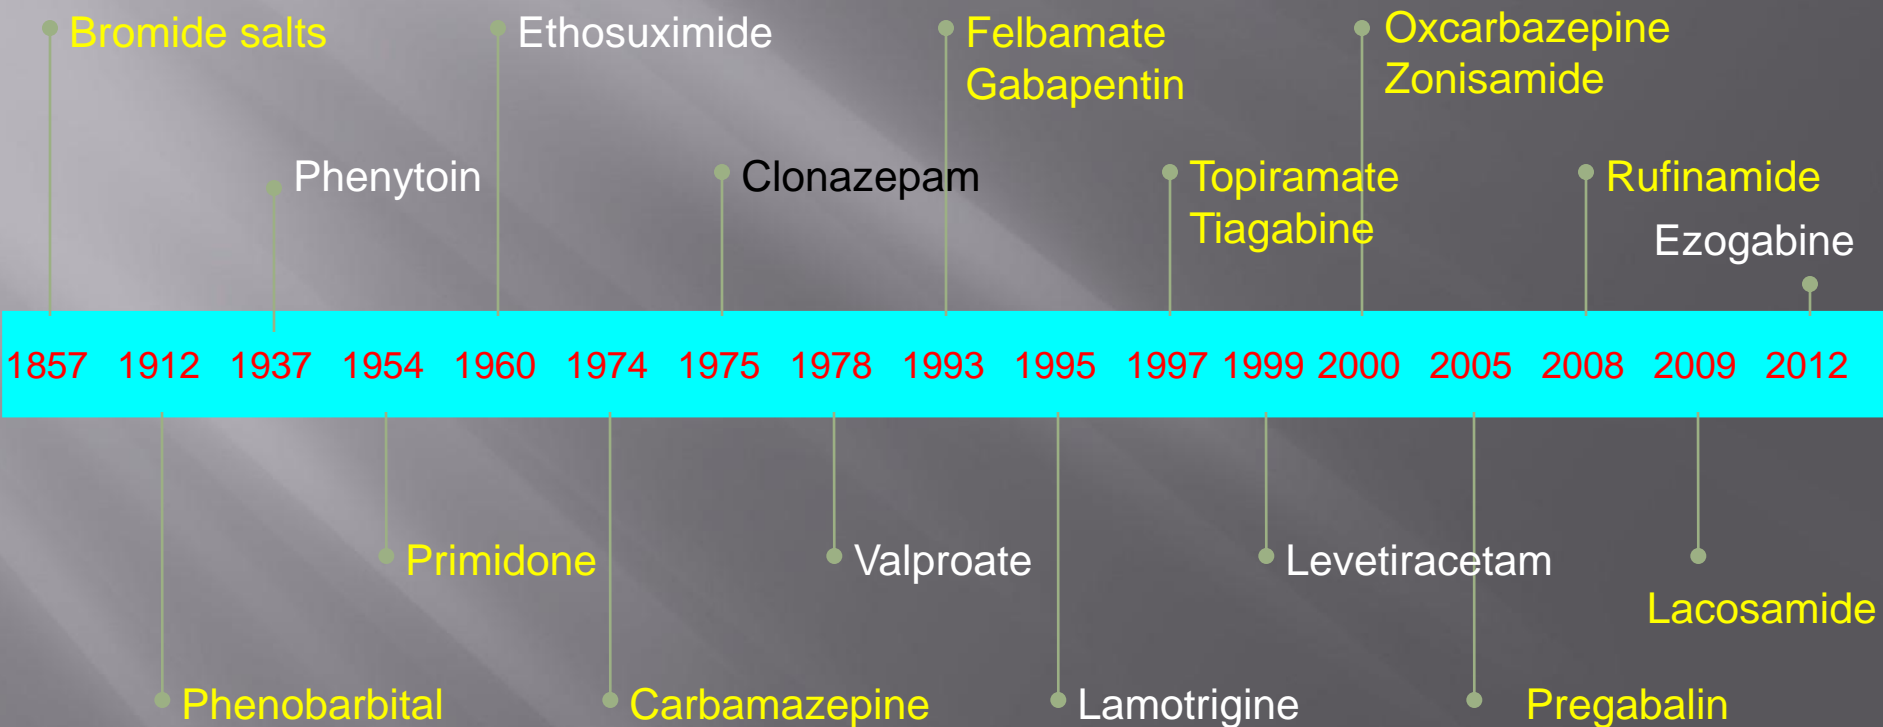 Bromide salts
Ethosuximide
Felbamate
Gabapentin
Oxcarbazepine
Zonisamide
Phenytoin
Clonazepam
Topiramate
Tiagabine
Rufinamide
Ezogabine
1857 1912 1937 1954 1960 1974 1975 1978 1993 1995 1997 1999 2000 2005 2008 2009 2012
Primidone
Valproate
Levetiracetam
Lacosamide
Phenobarbital
Carbamazepine
Lamotrigine
Pregabalin